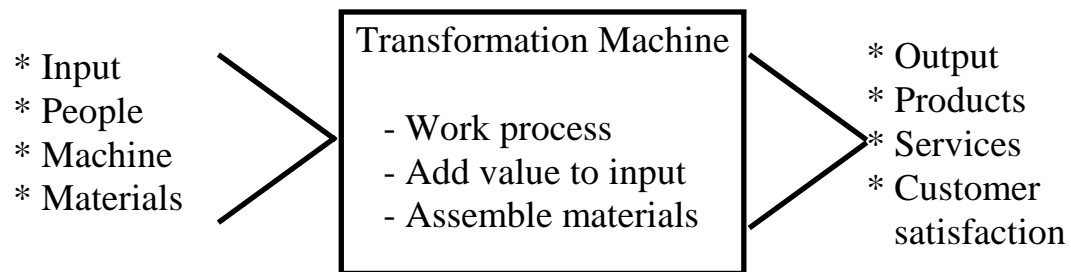 * Input
* People
* Machine
* Materials
Transformation Machine
- Work process
- Add value to input
- Assemble materials
* Output
* Products
* Services
* Customer
satisfaction